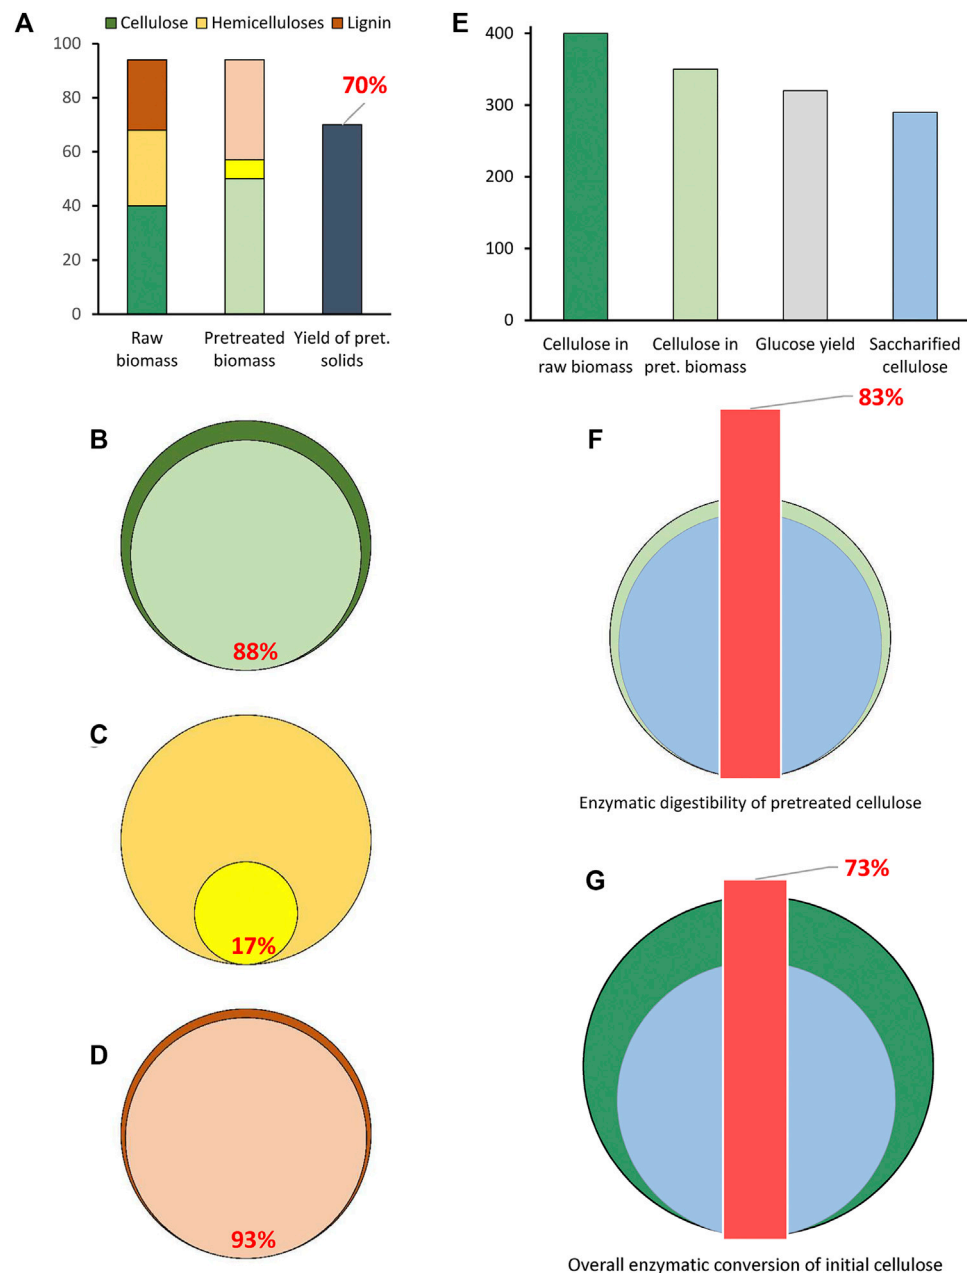 A
Cellulose Hemicelluloses Lignin
100
80
60
40
20
0
70%
Raw
biomass
Pretreated
biomass
Yield of pret.
solids
E
400
300
200
100
0
Cellulose in
raw biomass
Cellulose in
pret. biomass
Glucose yield
Saccharified
cellulose
B
88%
C
17%
D
93%
F
83%
Enzymatic digestibility of pretreated cellulose
G
73%
Overall enzymatic conversion of initial cellulose